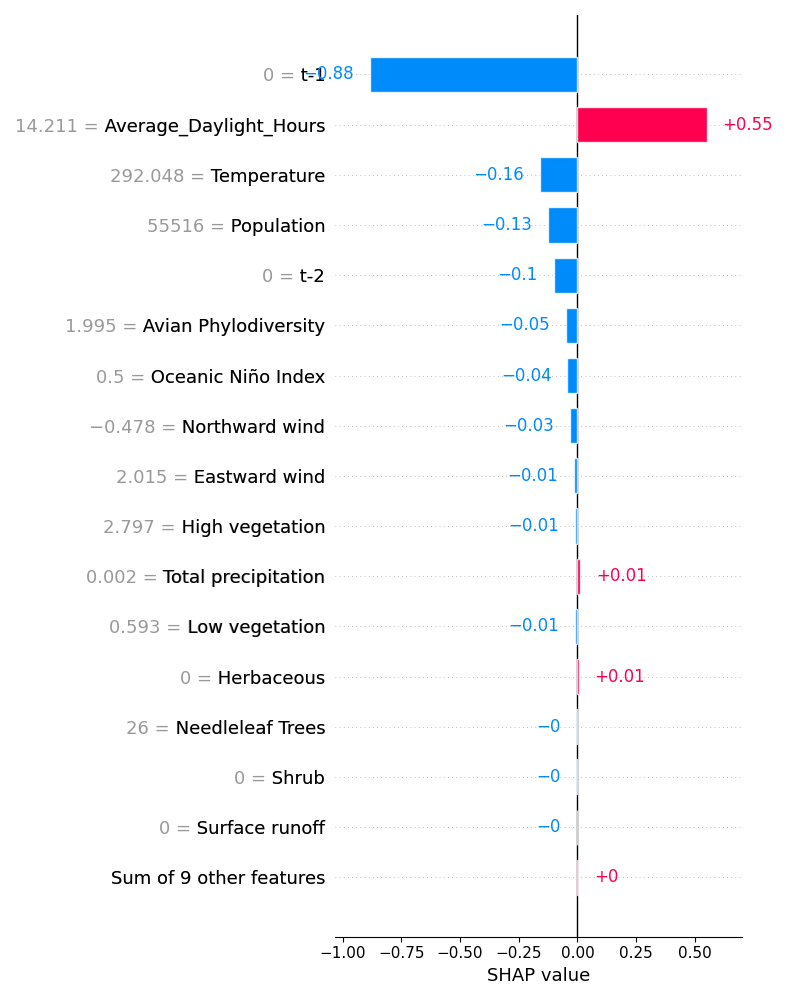 0 = t-1 −0.88
14.211 = Average_Daylight_Hours +0.55
292.048 = Temperature −0.16
55516 = Population −0.13
0 = t-2 −0.1
1.995 = Avian Phylodiversity −0.05
0.5 = Oceanic Niño Index −0.04
−0.478 = Northward wind −0.03
2.015 = Eastward wind −0.01
2.797 = High vegetation −0.01
0.002 = Total precipitation +0.01
0.593 = Low vegetation −0.01
0 = Herbaceous +0.01
26 = Needleleaf Trees −0
0 = Shrub −0
0 = Surface runoff −0
Sum of 9 other features +0
−1.00 −0.75 −0.50 −0.25 0.00 0.25 0.50
SHAP value